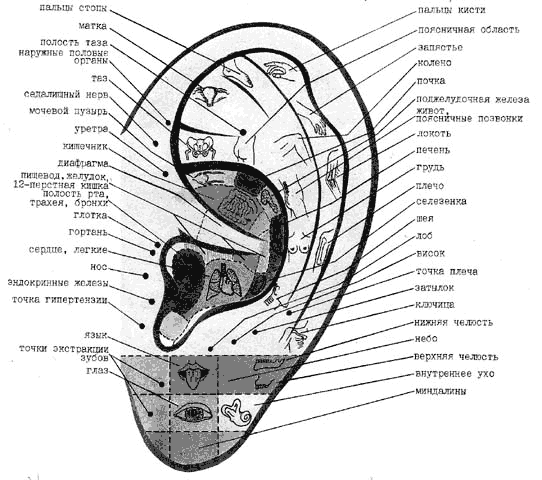 пальцы стопы
матка
полость таза
наружные половые
органы
таз
седалищный нерв
мочевой пузырь
уретра
кишечник
диафрагма
пищевод, желудок,
12-перстная кишка
полость рта,
трахея, бронхи
глотка
гортань
сердце, легкие
нос
эндокринные железы
точка гипертензии
язык
точки экстракции
зубов
глаз
пальцы кисти
поясничная область
запястье
колено
почка
поджелудочная железа
живот,
поясничные позвонки
локоть
печень
грудь
плечо
селезенка
шея
лоб
висок
точка плеча
затылок
ключица
нижняя челюсть
небо
верхняя челюсть
внутреннее ухо
миндалины